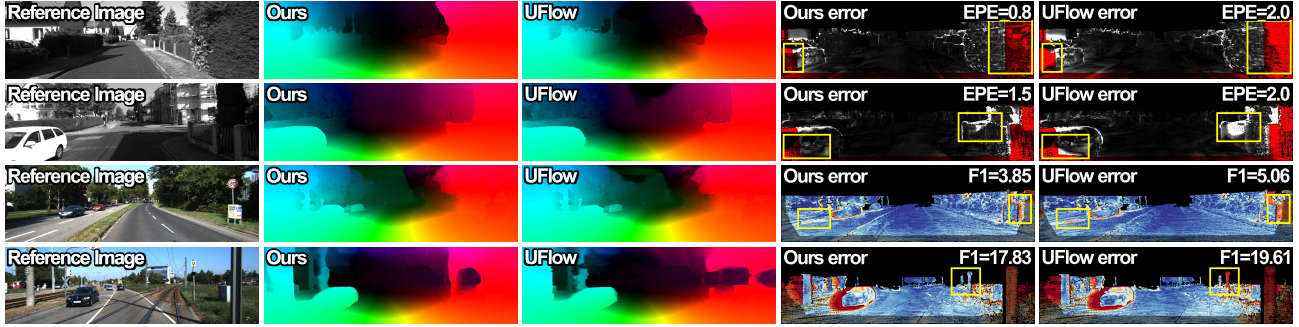 Reference Image Ours UFlow Ours error EPE=0.8 UFlow error EPE=2.0
Reference Image Ours UFlow Ours error EPE=1.5 UFlow error EPE=2.0
Reference Image Ours UFlow Ours error F1=3.85 UFlow error F1=5.06
Reference Image Ours UFlow Ours error F1=17.83 UFlow error F1=19.61